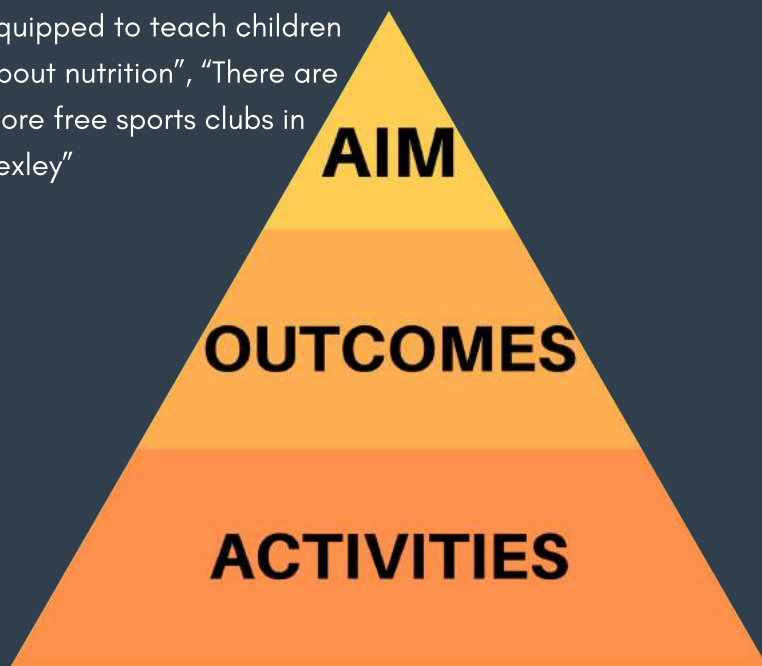 quipped to teach children
bout nutrition”, “There are
ore free sports clubs in
exley”
AIM
OUTCOMES
ACTIVITIES